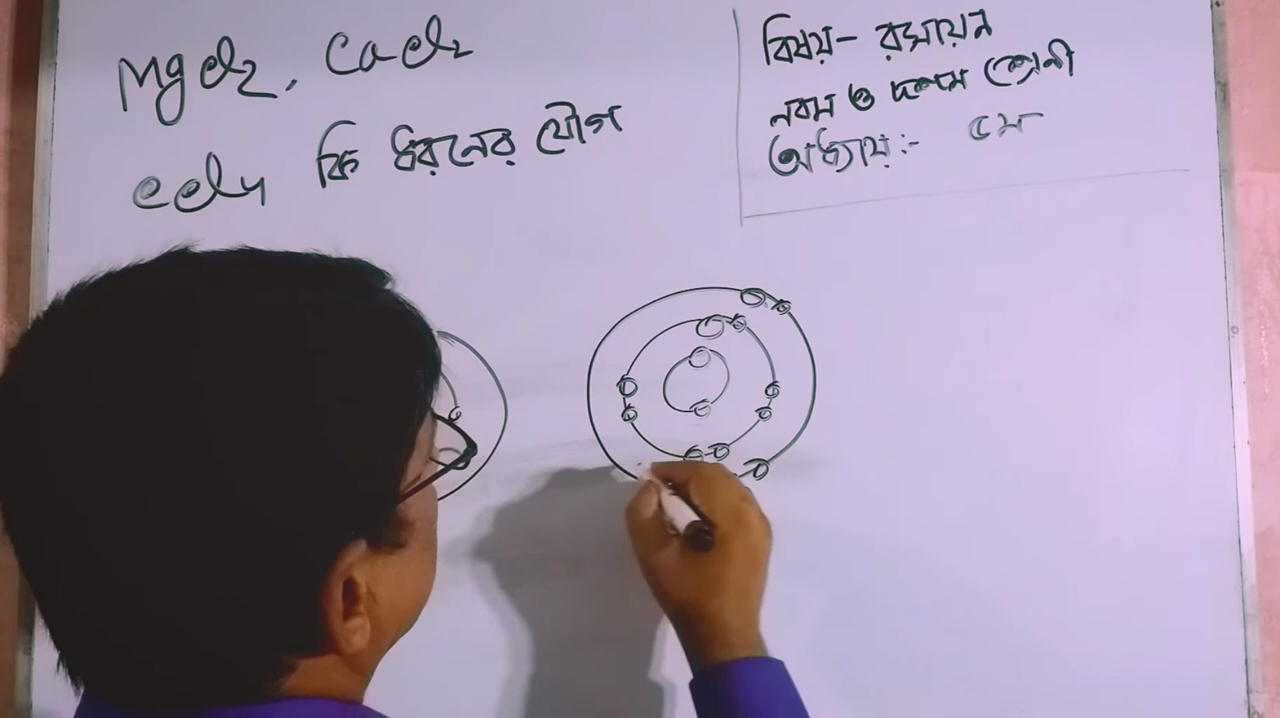 MgCl2, CaCl2
CCl4 কি ধরনের যৌগ
বিষয়- রসায়ন
নবম ও দশম শ্রেণী
অধ্যায়:- ৫ম